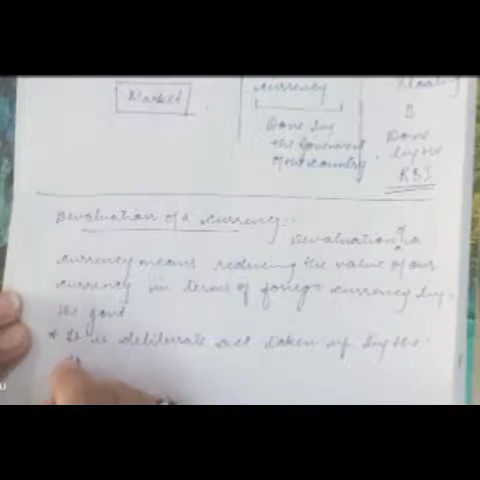 currency
Market
Done by
the Government
of the country.
B
Done
by the
RBI
Devaluation of a currency:-
Devaluation of a
currency means reducing the value of our
currency in terms of foreign currency by
the govt
* It is deliberate act taken up by the